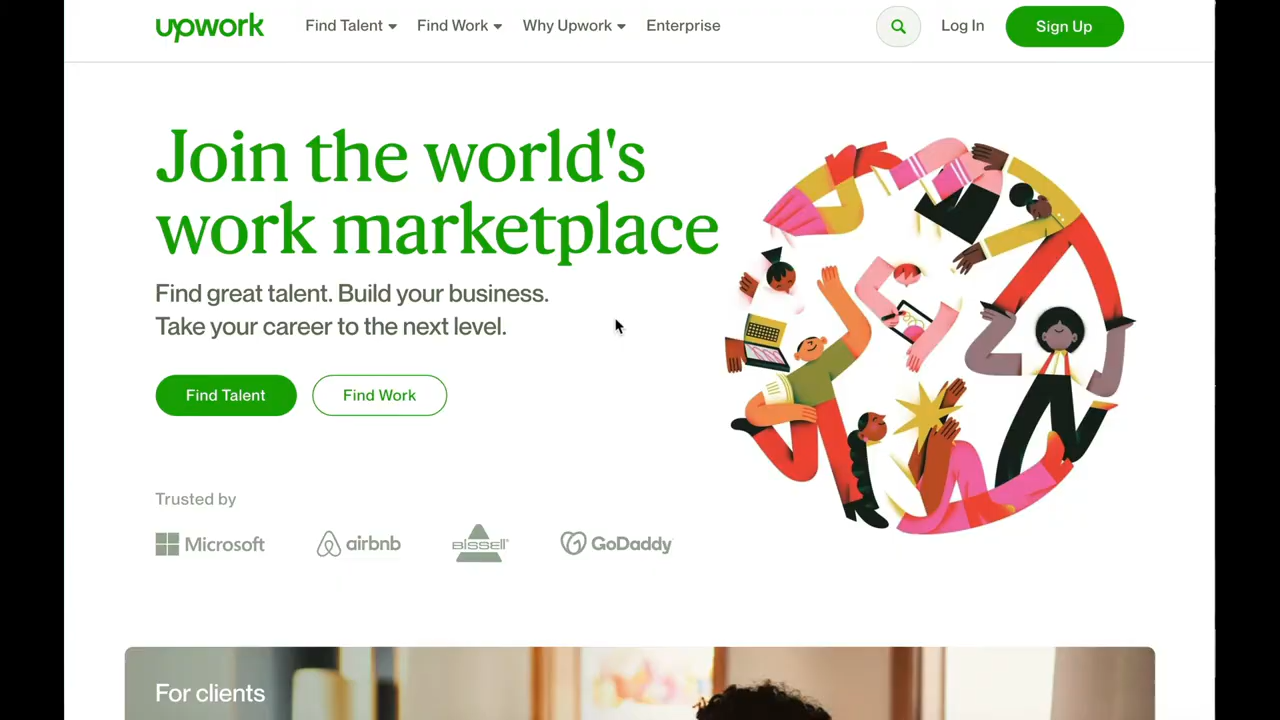 upwork
Find Talent
Find Work
Why Upwork
Enterprise
Log In
Sign Up
Join the world's
work marketplace
Find great talent. Build your business.
Take your career to the next level.
Find Talent
Find Work
Trusted by
Microsoft
airbnb
BISSELL
GoDaddy
For clients